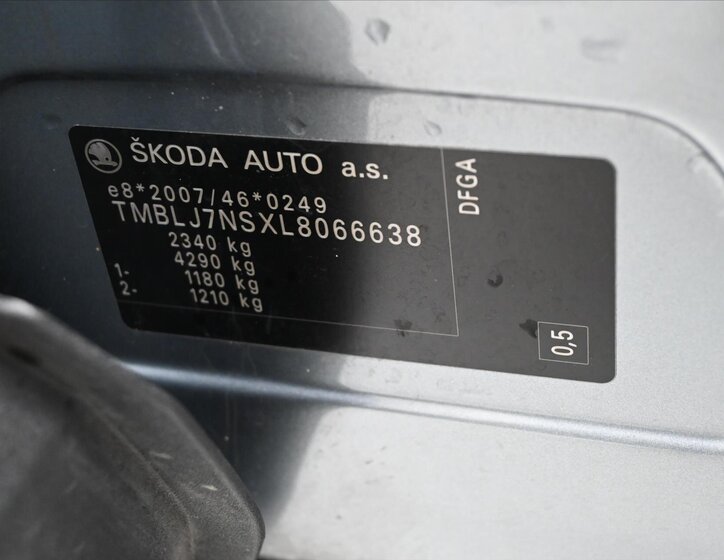 ŠKODA AUTO a.s.
e8*2007/46*0249
TMBLJ7NSXL8066638
2340 kg
4290 kg
1- 1180 kg
2- 1210 kg
DFGA
0,5